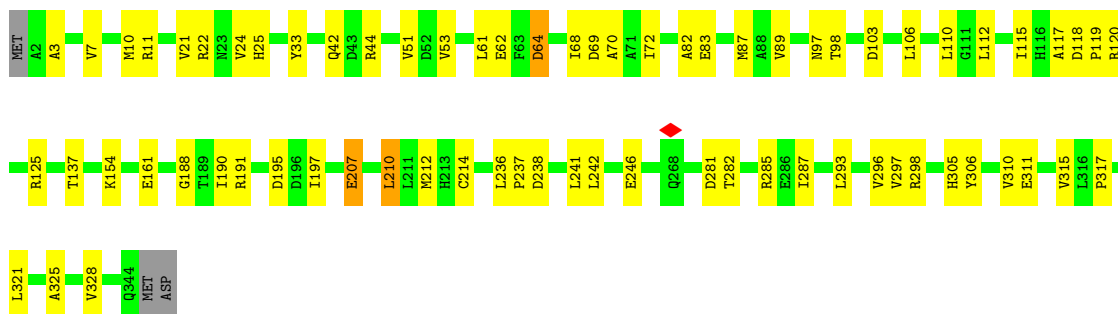 MET A2 A3 V7 M10 R11 V21 R22 N23 V24 H25 Y33 Q42 D43 R44 V51 D52 V53 L61 E62 F63 D64 I68 D69 A70 A71 I72 A82 E83 M87 A88 V89 N97 T98 D103 L106 L110 G111 L112 I115 H116 A117 D118 P119 R120
R125 T137 K154 E161 G188 T189 I190 R191 D195 D196 I197 E207 L210 L211 M212 H213 C214 L236 P237 D238 L241 L242 E246 Q268 D281 T282 R285 E286 I287 L293 V296 V297 R298 H305 Y306 V310 E311 V315 L316 P317
L321 A325 V328 Q344 MET ASP